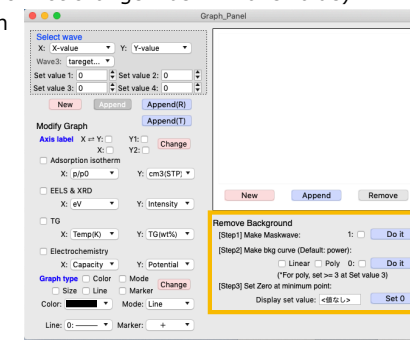 Graph_Panel
Select wave
X: X-value Y: Y-value
Wave3: tareget...
Set value 1: 0 Set value 2: 0
Set value 3: 0 Set value 4: 0
New Append Append(R)
Append(T)
Modify Graph
Axis label X ⇄ Y: Y1:
X: Y2: Change
Adsorption isotherm
X: p/p0 Y: cm3(STP)
EELS & XRD
X: eV Y: Intensity
TG
X: Temp(K) Y: TG(wt%)
Electrochemistry
X: Capacity Y: Potential
Graph type Color Mode
Size Line Marker Change
Color: Mode: Line
Line: 0: Marker: +
New Append Remove
Remove Background
[Step1] Make Maskwave: 1: Do it
[Step2] Make bkg curve (Default: power):
Linear Poly 0: Do it
(*For poly, set >= 3 at Set value 3)
[Step3] Set Zero at minimum point:
Display set value: <値なし> Set 0